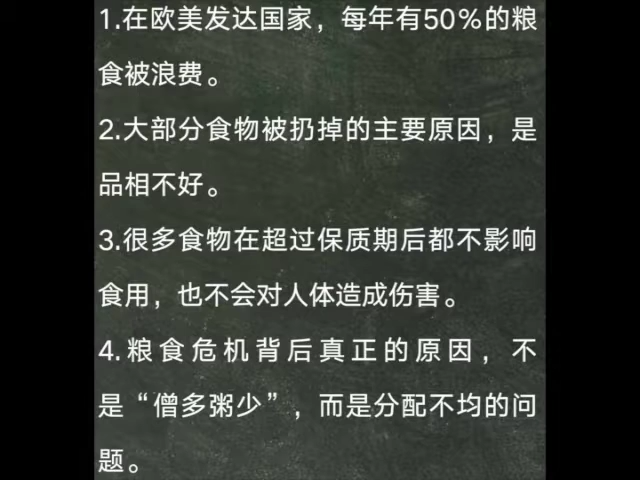 1.在欧美发达国家，每年有50%的粮
食被浪费。
2.大部分食物被扔掉的主要原因，是
品相不好。
3.很多食物在超过保质期后都不影响
食用，也不会对人体造成伤害。
4.粮食危机背后真正的原因，不
是“僧多粥少”，而是分配不均的问
题。